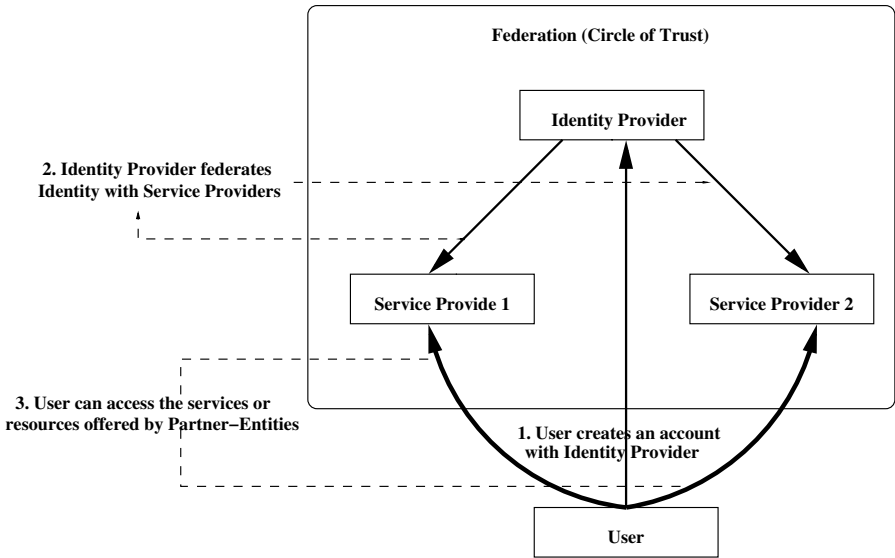 Federation (Circle of Trust)
Identity Provider
2. Identity Provider federates
Identity with Service Providers
Service Provide 1
Service Provider 2
3. User can access the services or
resources offered by Partner−Entities
1. User creates an account
with Identity Provider
User